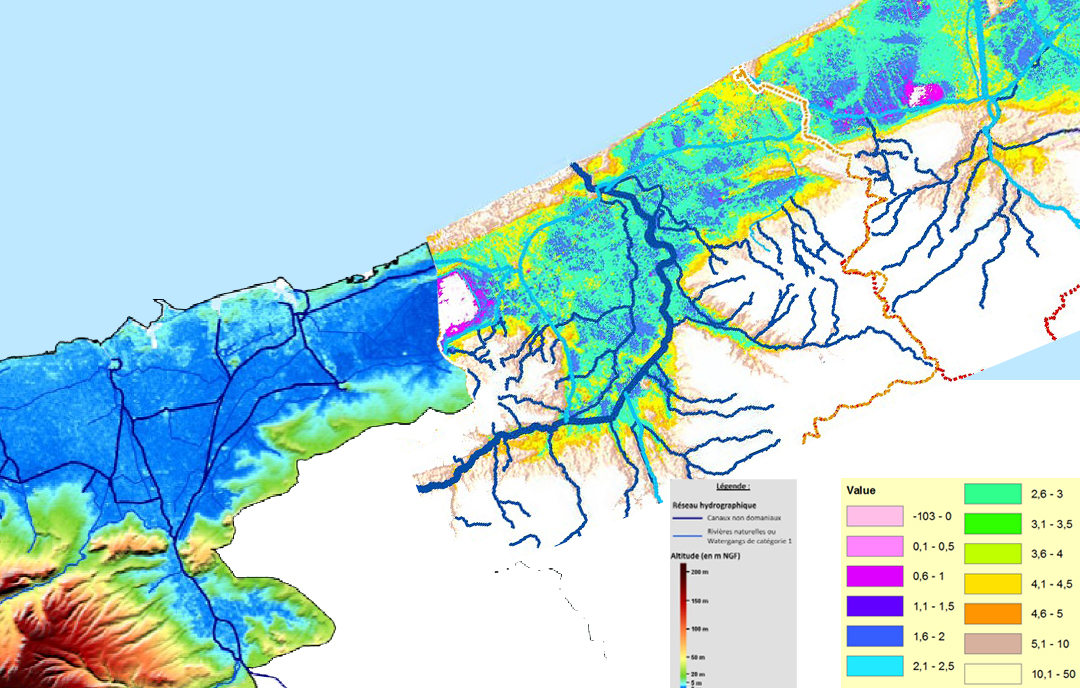 Légende :
Réseau hydrographique
Canaux non domaniaux
Rivières naturelles ou
Watergangs de catégorie 1
Altitude (en m NGF)
200 m
150 m
100 m
50 m
20 m
5 m
Value
-103 - 0
0,1 - 0,5
0,6 - 1
1,1 - 1,5
1,6 - 2
2,1 - 2,5
2,6 - 3
3,1 - 3,5
3,6 - 4
4,1 - 4,5
4,6 - 5
5,1 - 10
10,1 - 50